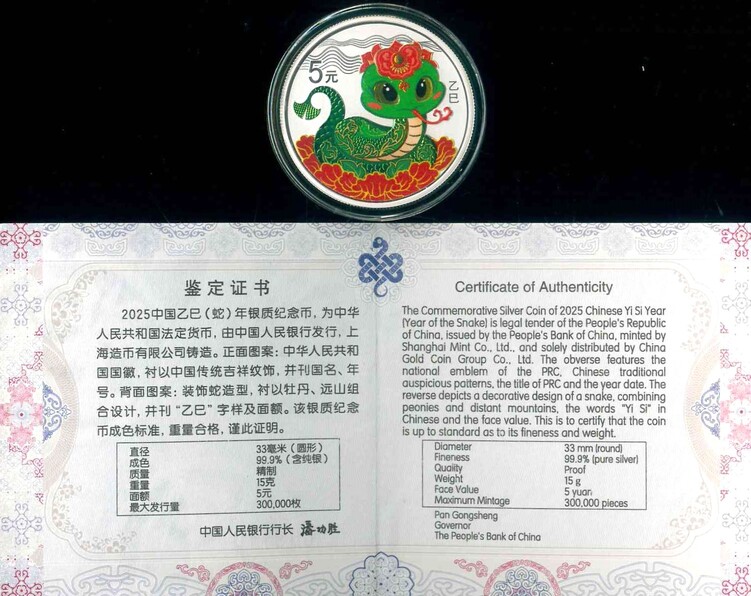 5元
乙巳
鉴定证书
2025中国乙巳（蛇）年银质纪念币，为中华
人民共和国法定货币，由中国人民银行发行，上
海造币有限公司铸造。正面图案：中华人民共和
国国徽，衬以中国传统吉祥纹饰，并刊国名、年
号。背面图案：装饰蛇造型，衬以牡丹、远山组
合设计，并刊“乙巳”字样及面额。该银质纪念
币成色标准，重量合格，谨此证明。
直径 33毫米（圆形）
成色 99.9%（含纯银）
质量 精制
重量 15克
面额 5元
最大发行量 300,000枚
中国人民银行行长 潘功胜
Certificate of Authenticity
The Commemorative Silver Coin of 2025 Chinese Yi Si Year
(Year of the Snake) is legal tender of the People's Republic
of China, issued by the People's Bank of China, minted by
Shanghai Mint Co., Ltd., and solely distributed by China
Gold Coin Group Co., Ltd. The obverse features the
national emblem of the PRC, Chinese traditional
auspicious patterns, the title of PRC and the year date. The
reverse depicts a decorative design of a snake, combining
peonies and distant mountains, the words "Yi Si" in
Chinese and the face value. This is to certify that the coin
is up to standard as to its fineness and weight.
Diameter 33 mm (round)
Fineness 99.9% (pure silver)
Quality Proof
Weight 15 g
Face Value 5 yuan
Maximum Mintage 300,000 pieces
Pan Gongsheng
Governor
The People's Bank of China